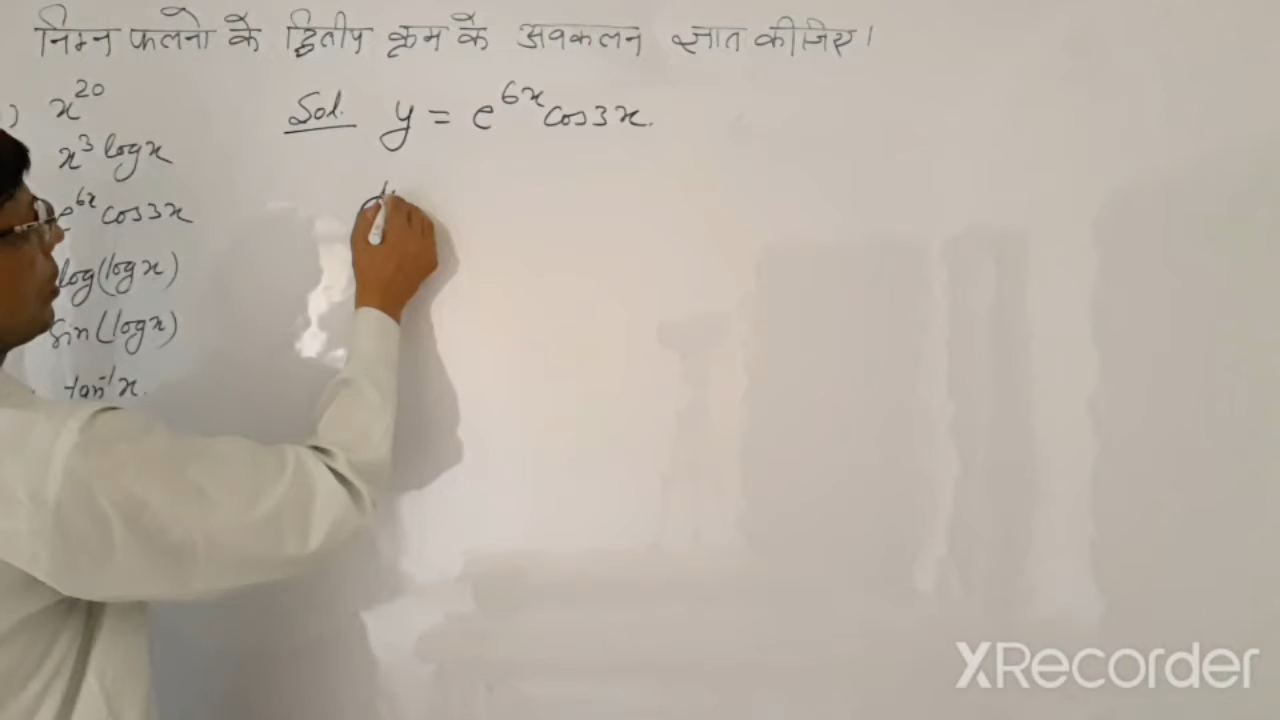 निम्न फलनो के द्वितीय क्रम के अवकलन ज्ञात कीजिए।
) x^20
x^3 log x
e^6x cos3x
log(log x)
sin(log x)
tan^-1 x.
Sol. y = e^6x cos3x.
XRecorder